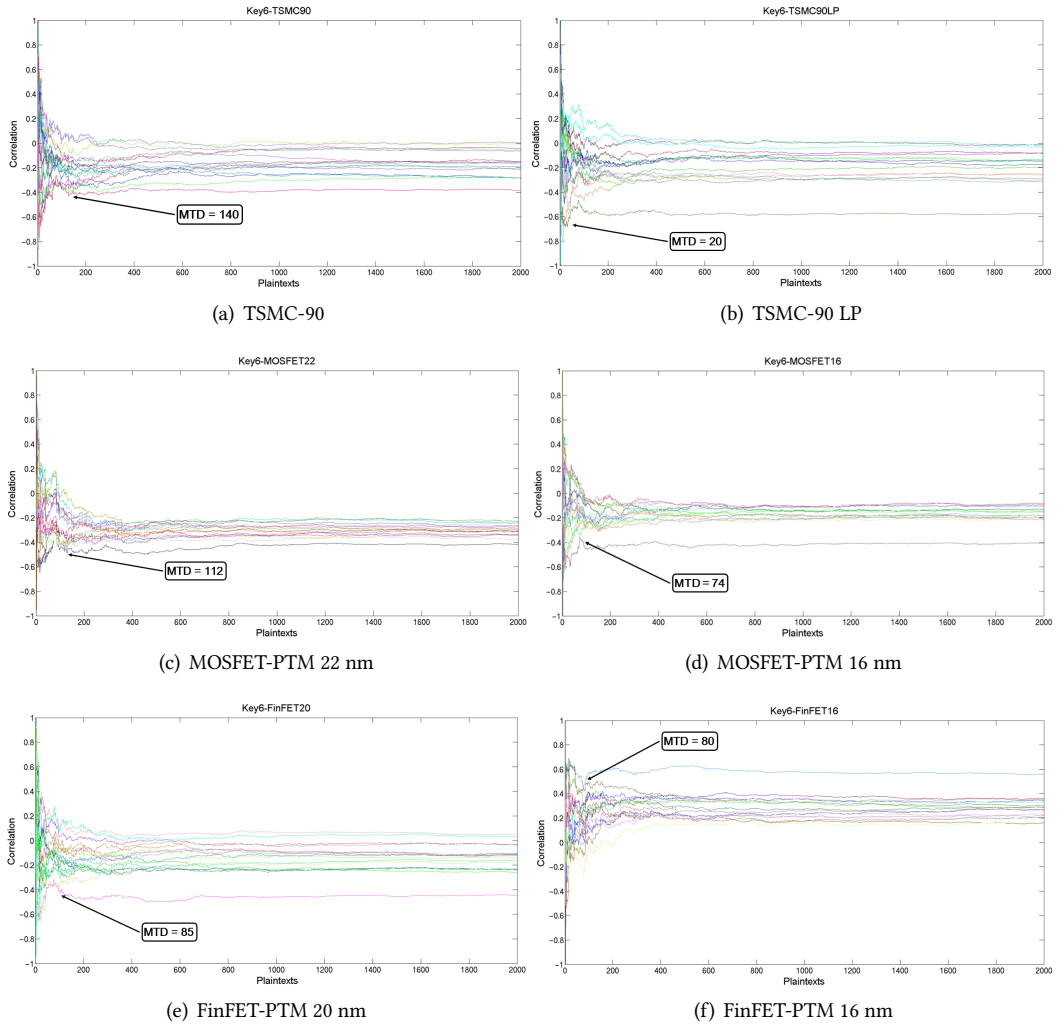 Key6-TSMC90
1
0.8
0.6
0.4
0.2
0
−0.2
−0.4
−0.6
−0.8
−1
Correlation
MTD = 140
0 200 400 600 800 1000 1200 1400 1600 1800 2000
Plaintexts
(a) TSMC-90
Key6-TSMC90LP
1
0.8
0.6
0.4
0.2
0
−0.2
−0.4
−0.6
−0.8
−1
Correlation
MTD = 20
0 200 400 600 800 1000 1200 1400 1600 1800 2000
Plaintexts
(b) TSMC-90 LP
Key6-MOSFET22
1
0.8
0.6
0.4
0.2
0
−0.2
−0.4
−0.6
−0.8
−1
Correlation
MTD = 112
0 200 400 600 800 1000 1200 1400 1600 1800 2000
Plaintexts
(c) MOSFET-PTM 22 nm
Key6-MOSFET16
1
0.8
0.6
0.4
0.2
0
−0.2
−0.4
−0.6
−0.8
−1
Correlation
MTD = 74
0 200 400 600 800 1000 1200 1400 1600 1800 2000
Plaintexts
(d) MOSFET-PTM 16 nm
Key6-FinFET20
1
0.8
0.6
0.4
0.2
0
−0.2
−0.4
−0.6
−0.8
−1
Correlation
MTD = 85
0 200 400 600 800 1000 1200 1400 1600 1800 2000
Plaintexts
(e) FinFET-PTM 20 nm
Key6-FinFET16
1
0.8
0.6
0.4
0.2
0
−0.2
−0.4
−0.6
−0.8
−1
Correlation
MTD = 80
0 200 400 600 800 1000 1200 1400 1600 1800 2000
Plaintexts
(f) FinFET-PTM 16 nm